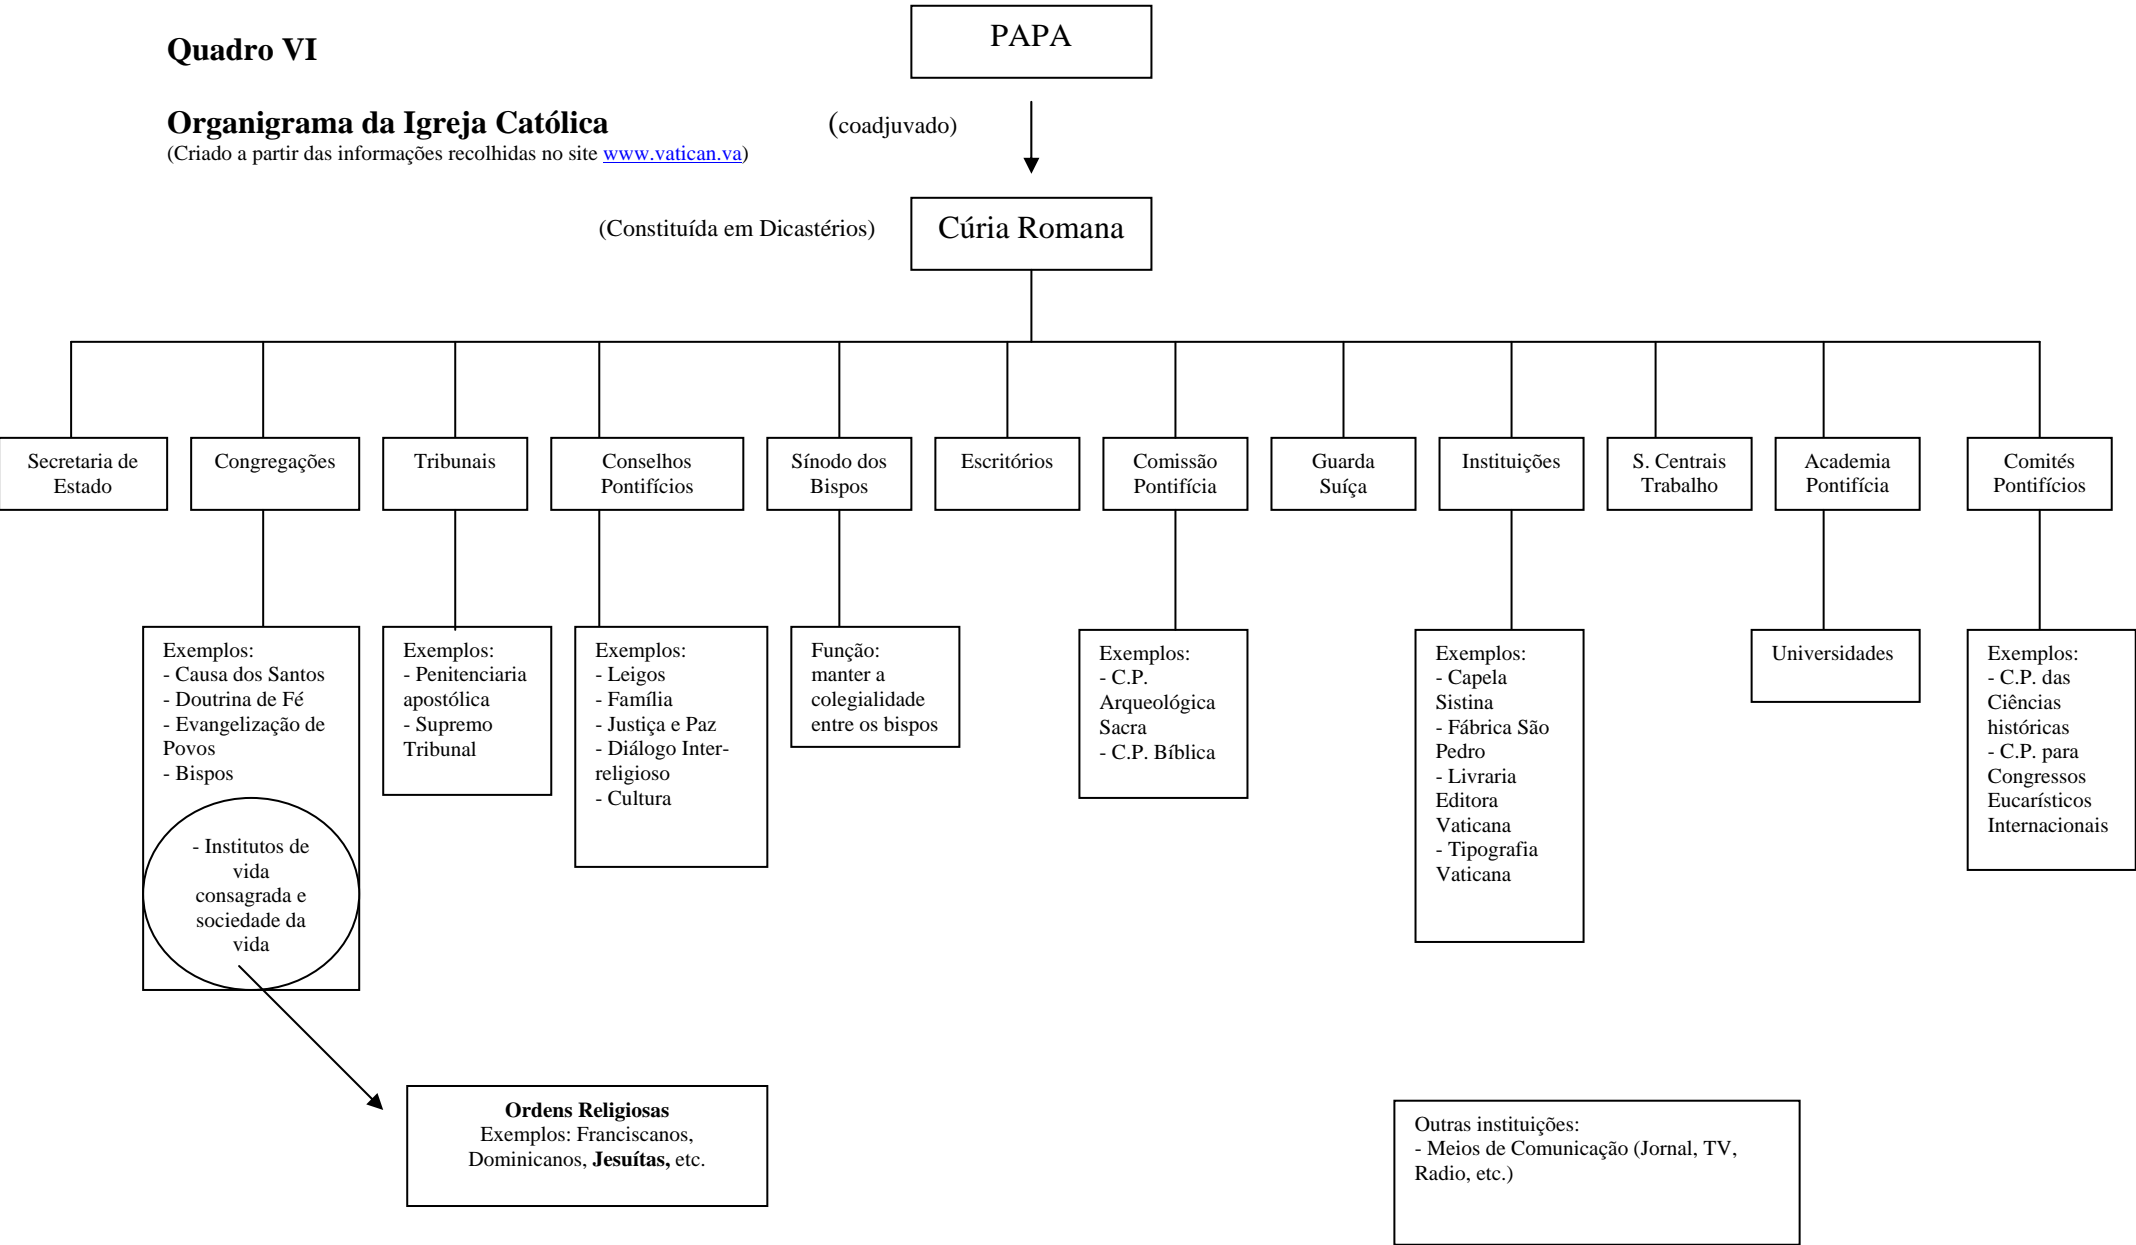 Quadro VI
PAPA
Organigrama da Igreja Católica
(Criado a partir das informações recolhidas no site www.vatican.va)
(coadjuvado)
(Constituída em Dicastérios)
Cúria Romana
Secretaria de
Estado
Congregações
Tribunais
Conselhos
Pontifícios
Sínodo dos
Bispos
Escritórios
Comissão
Pontifícia
Guarda
Suíça
Instituições
S. Centrais
Trabalho
Academia
Pontifícia
Comités
Pontifícios
Exemplos:
- Causa dos Santos
- Doutrina de Fé
- Evangelização de
Povos
- Bispos
- Institutos de
vida
consagrada e
sociedade da
vida
Exemplos:
- Penitenciaria
apostólica
- Supremo
Tribunal
Exemplos:
- Leigos
- Família
- Justiça e Paz
- Diálogo Inter-
religioso
- Cultura
Função:
manter a
colegialidade
entre os bispos
Exemplos:
- C.P.
Arqueológica
Sacra
- C.P. Bíblica
Exemplos:
- Capela
Sistina
- Fábrica São
Pedro
- Livraria
Editora
Vaticana
- Tipografia
Vaticana
Universidades
Exemplos:
- C.P. das
Ciências
históricas
- C.P. para
Congressos
Eucarísticos
Internacionais
Ordens Religiosas
Exemplos: Franciscanos,
Dominicanos, Jesuítas, etc.
Outras instituições:
- Meios de Comunicação (Jornal, TV,
Radio, etc.)